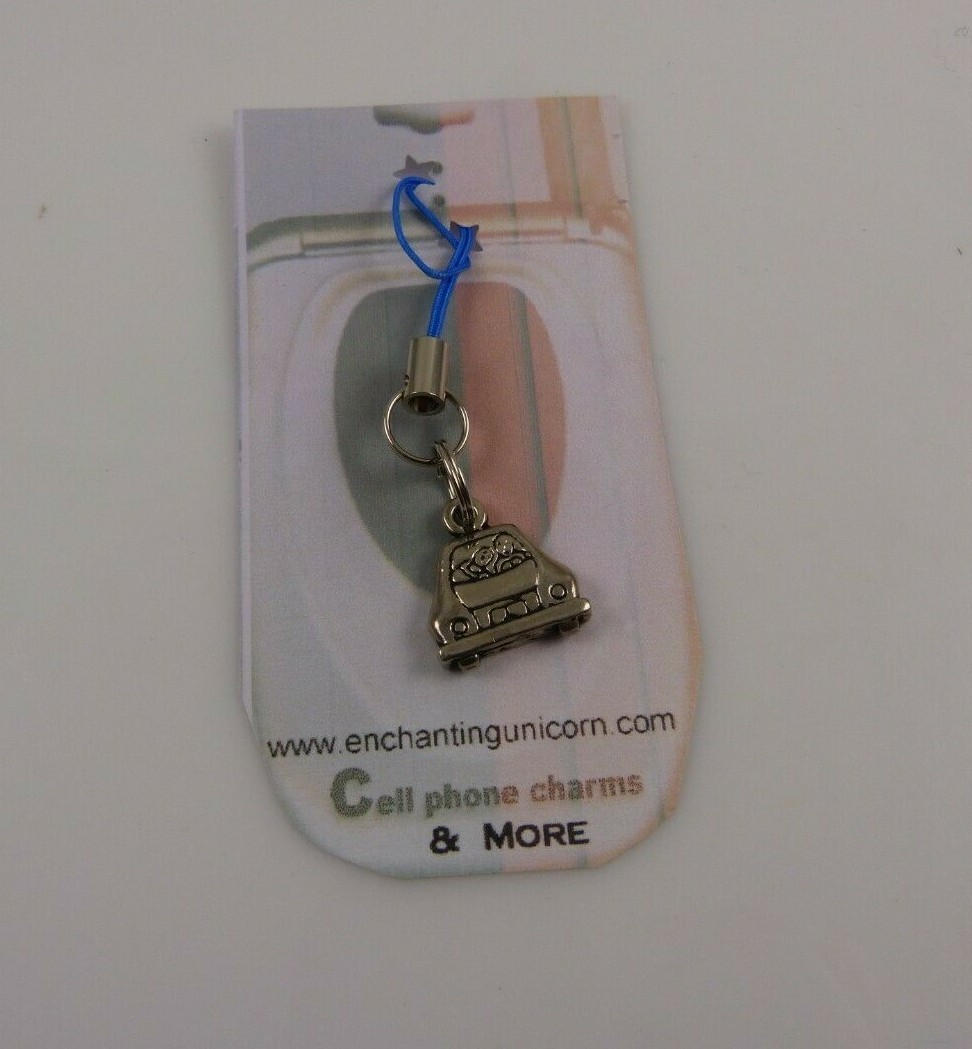 www.enchantingunicorn.com
Cell phone charms
& MORE